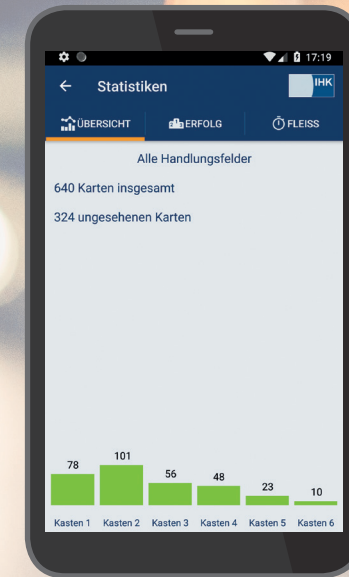 17:19
Statistiken
IHK
ÜBERSICHT
ERFOLG
FLEISS
Alle Handlungsfelder
640 Karten insgesamt
324 ungesehenen Karten
78
101
56
48
23
10
Kasten 1
Kasten 2
Kasten 3
Kasten 4
Kasten 5
Kasten 6